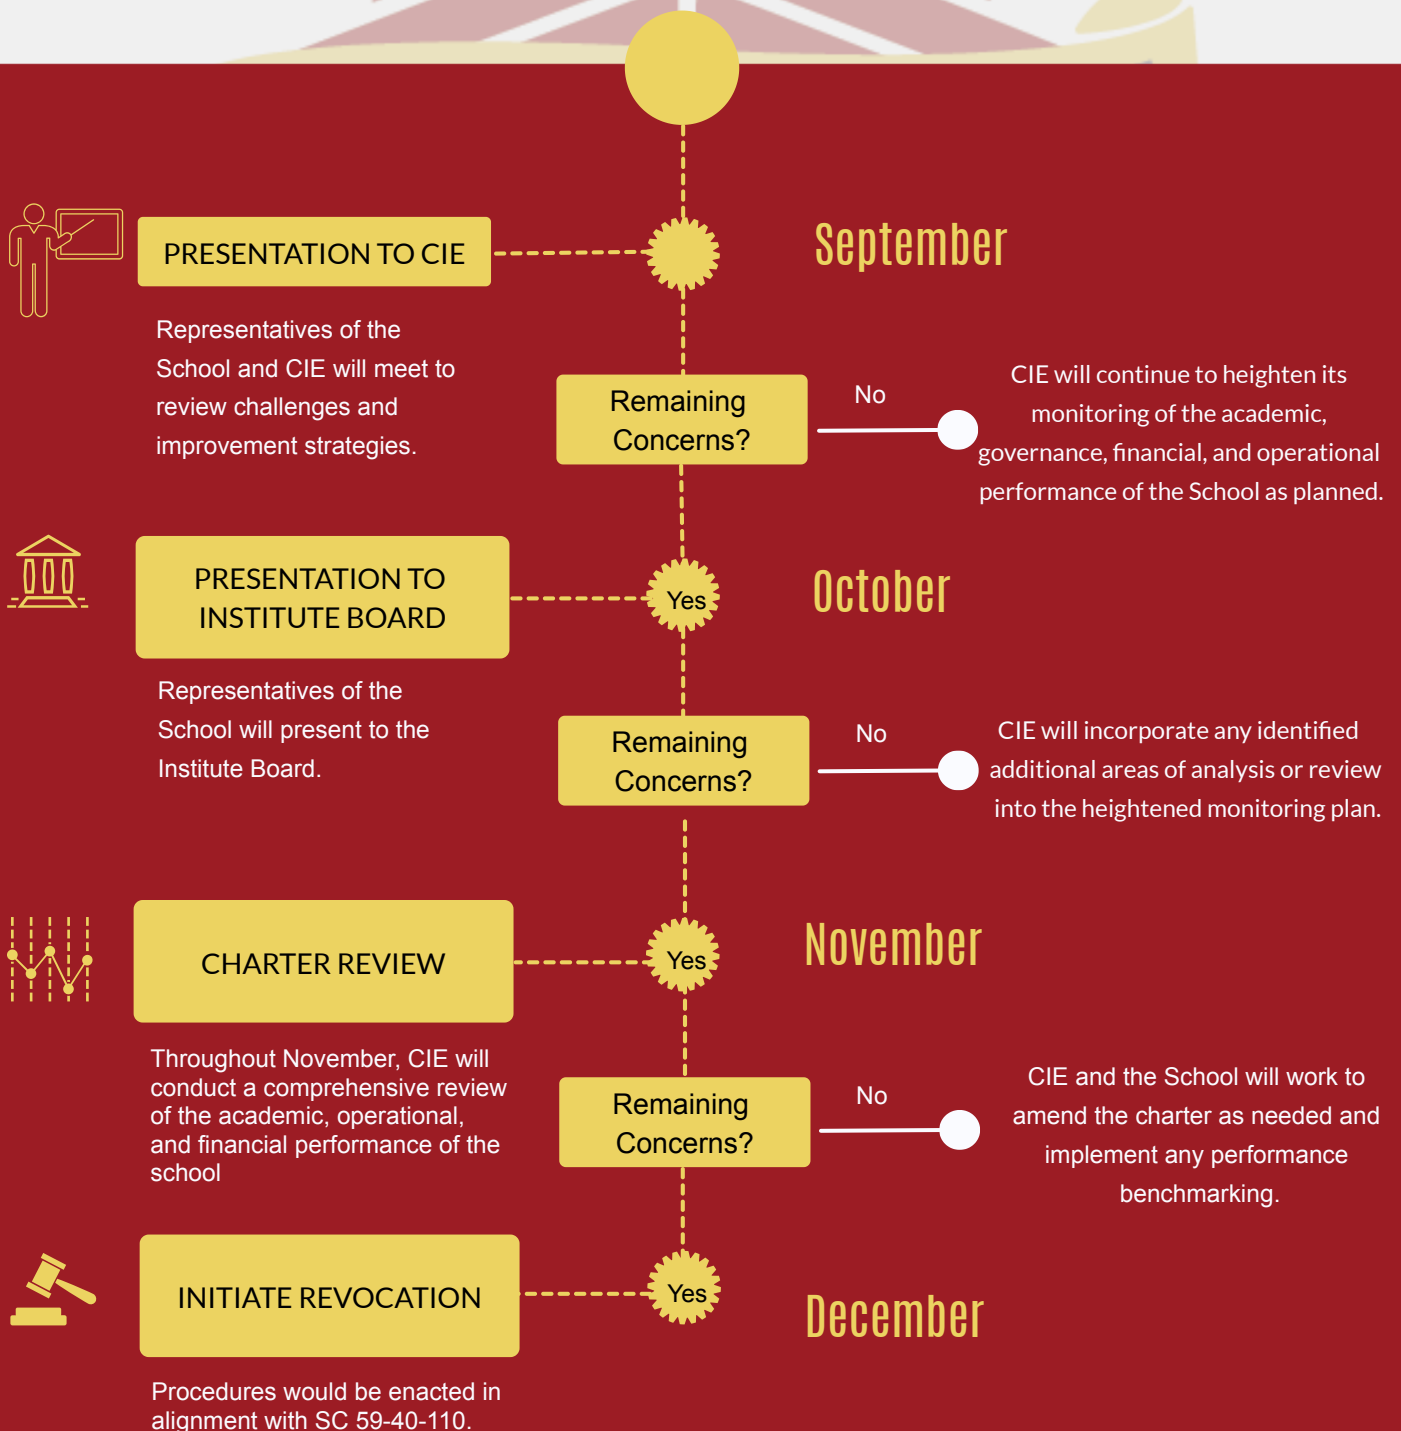 PRESENTATION TO CIE
September
Representatives of the
School and CIE will meet to
review challenges and
improvement strategies.
Remaining
Concerns?
No
CIE will continue to heighten its
monitoring of the academic,
governance, financial, and operational
performance of the School as planned.
PRESENTATION TO
INSTITUTE BOARD
Yes
October
Representatives of the
School will present to the
Institute Board.
Remaining
Concerns?
No
CIE will incorporate any identified
additional areas of analysis or review
into the heightened monitoring plan.
CHARTER REVIEW
Yes
November
Throughout November, CIE will
conduct a comprehensive review
of the academic, operational,
and financial performance of the
school
Remaining
Concerns?
No
CIE and the School will work to
amend the charter as needed and
implement any performance
benchmarking.
INITIATE REVOCATION
Yes
December
Procedures would be enacted in
alignment with SC 59-40-110.